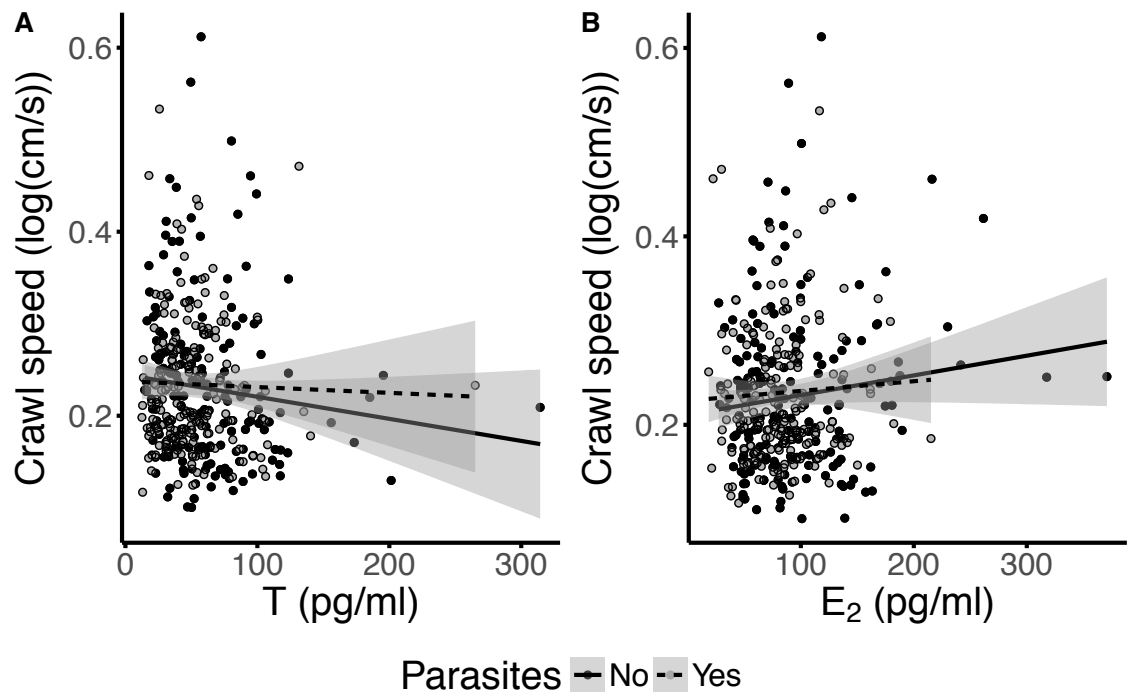 A
B
0.6
0.4
0.2
Crawl speed (log(cm/s))
0 100 200 300
T (pg/ml)
0.6
0.4
0.2
Crawl speed (log(cm/s))
100 200 300
E₂ (pg/ml)
Parasites No Yes